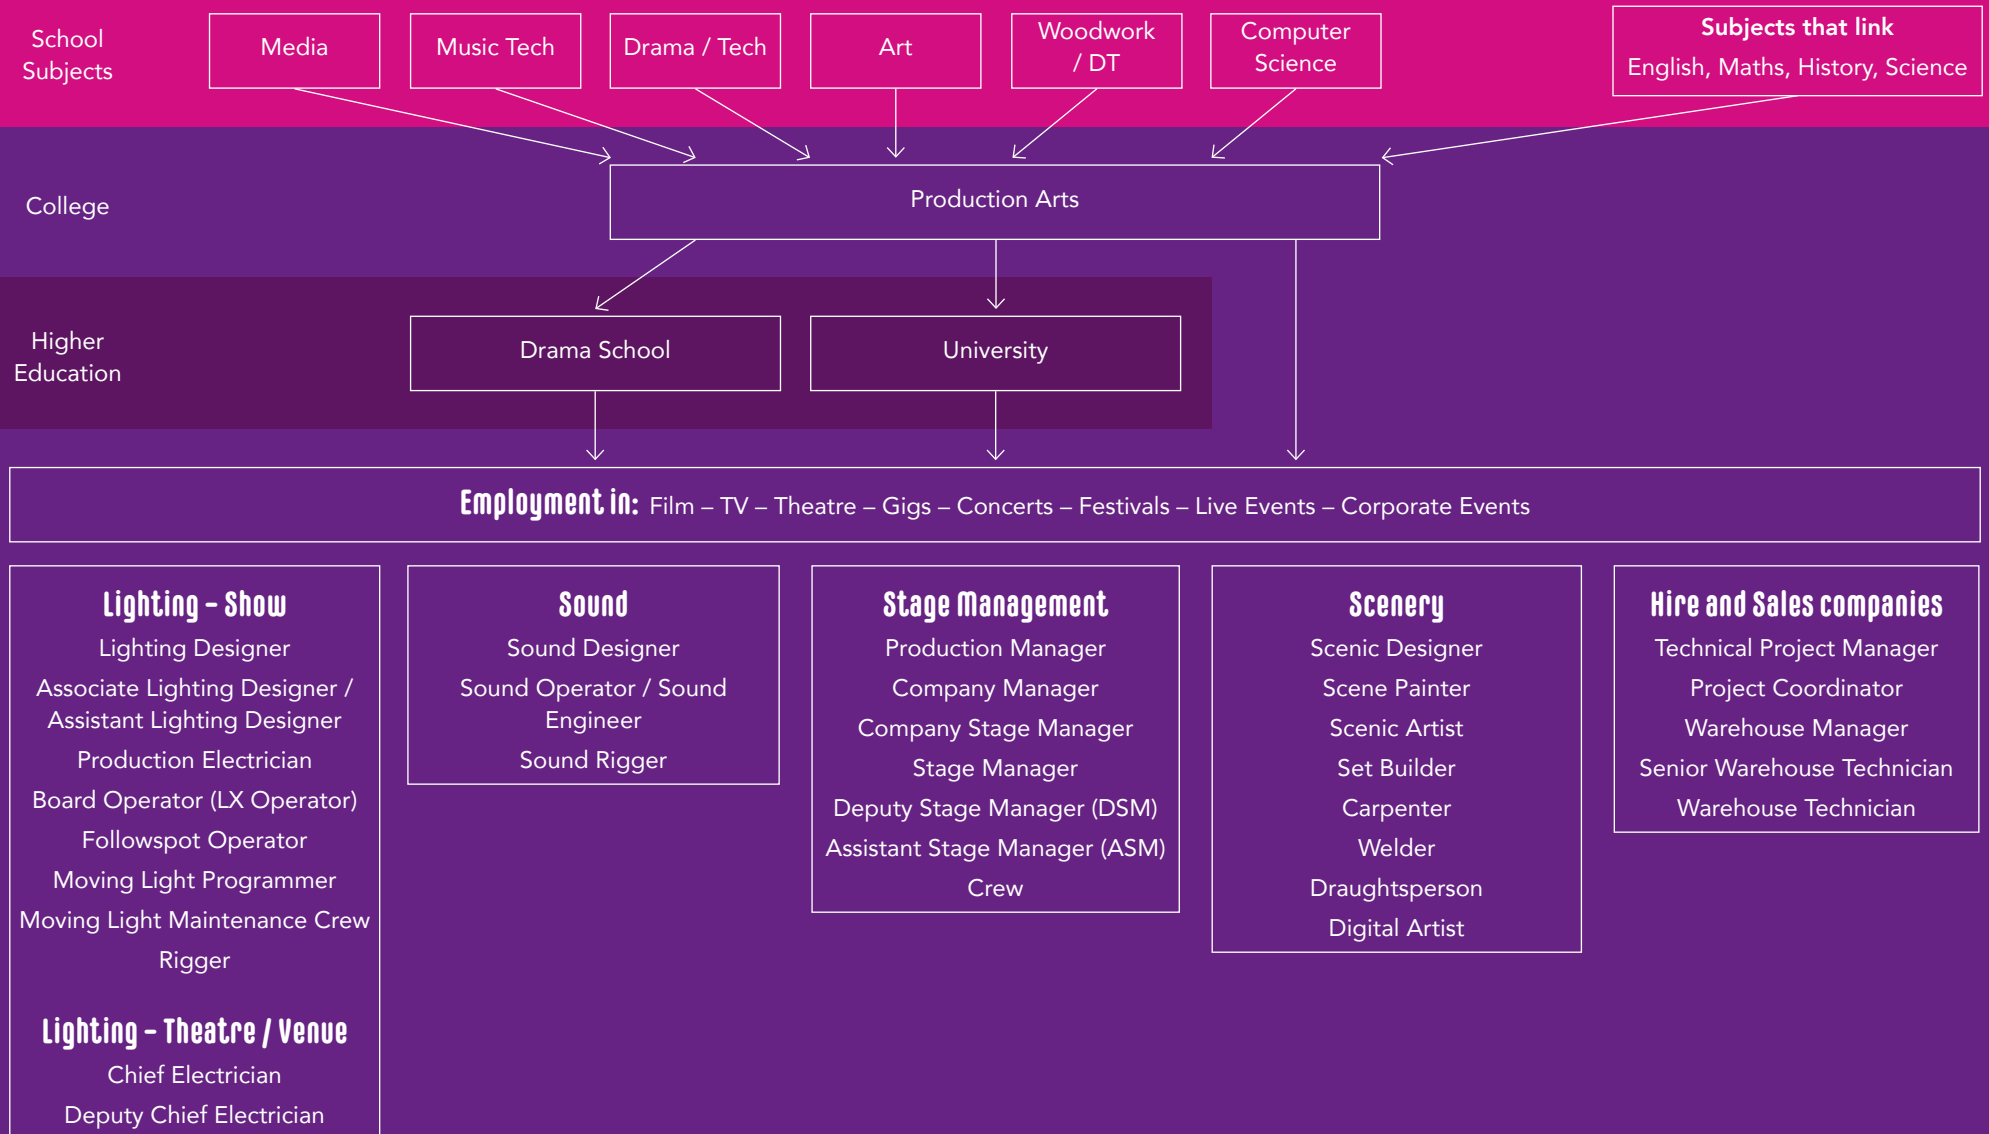 School
Subjects
Media
Music Tech
Drama / Tech
Art
Woodwork
/ DT
Computer
Science
Subjects that link
English, Maths, History, Science
College
Production Arts
Higher
Education
Drama School
University
Employment in: Film – TV – Theatre – Gigs – Concerts – Festivals – Live Events – Corporate Events
Lighting – Show
Lighting Designer
Associate Lighting Designer /
Assistant Lighting Designer
Production Electrician
Board Operator (LX Operator)
Followspot Operator
Moving Light Programmer
Moving Light Maintenance Crew
Rigger
Lighting – Theatre / Venue
Chief Electrician
Deputy Chief Electrician
Sound
Sound Designer
Sound Operator / Sound
Engineer
Sound Rigger
Stage Management
Production Manager
Company Manager
Company Stage Manager
Stage Manager
Deputy Stage Manager (DSM)
Assistant Stage Manager (ASM)
Crew
Scenery
Scenic Designer
Scene Painter
Scenic Artist
Set Builder
Carpenter
Welder
Draughtsperson
Digital Artist
Hire and Sales companies
Technical Project Manager
Project Coordinator
Warehouse Manager
Senior Warehouse Technician
Warehouse Technician